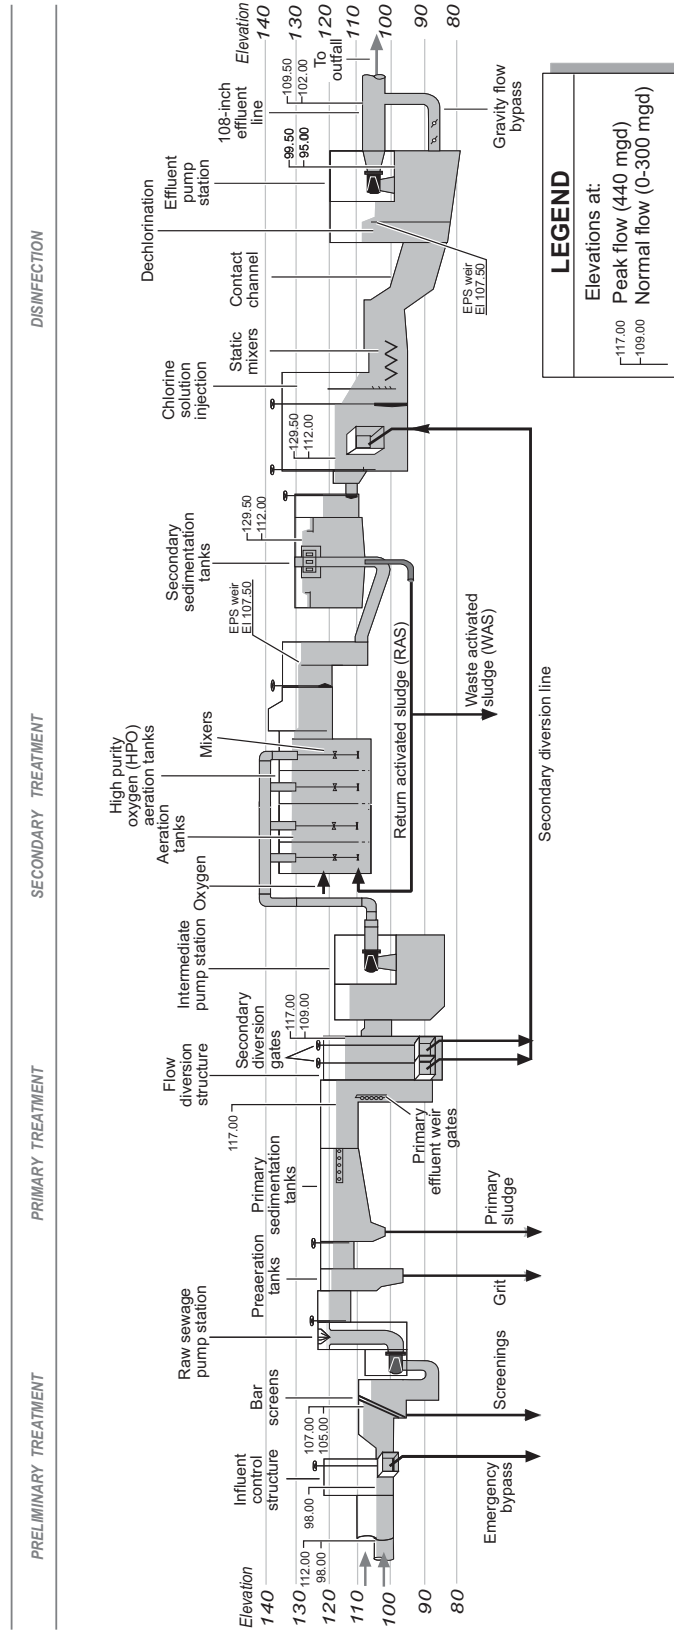 PRELIMINARY TREATMENT
PRIMARY TREATMENT
SECONDARY TREATMENT
DISINFECTION
Elevation
140
130
120
110
100
90
80
112.00
98.00
Influent
control
structure
98.00
Emergency
bypass
Bar
screens
107.00
105.00
Screenings
Raw sewage
pump station
Preaeration
tanks
Grit
Primary
sedimentation
tanks
Primary
sludge
117.00
Primary
effluent weir
gates
Flow
diversion
structure
Secondary
diversion
gates
117.00
109.00
Intermediate
pump station
Oxygen
Aeration
tanks
High purity
oxygen (HPO)
aeration tanks
Mixers
Return activated sludge (RAS)
Waste activated
sludge (WAS)
Secondary diversion line
EPS weir
El 107.50
Secondary
sedimentation
tanks
129.50
112.00
Chlorine
solution
injection
129.50
112.00
Static
mixers
Contact
channel
Dechlorination
EPS weir
El 107.50
Effluent
pump
station
99.50
95.00
108-inch
effluent
line
109.50
102.00
To
outfall
Gravity flow
bypass
Elevation
140
130
120
110
100
90
80
LEGEND
Elevations at:
117.00 Peak flow (440 mgd)
109.00 Normal flow (0-300 mgd)